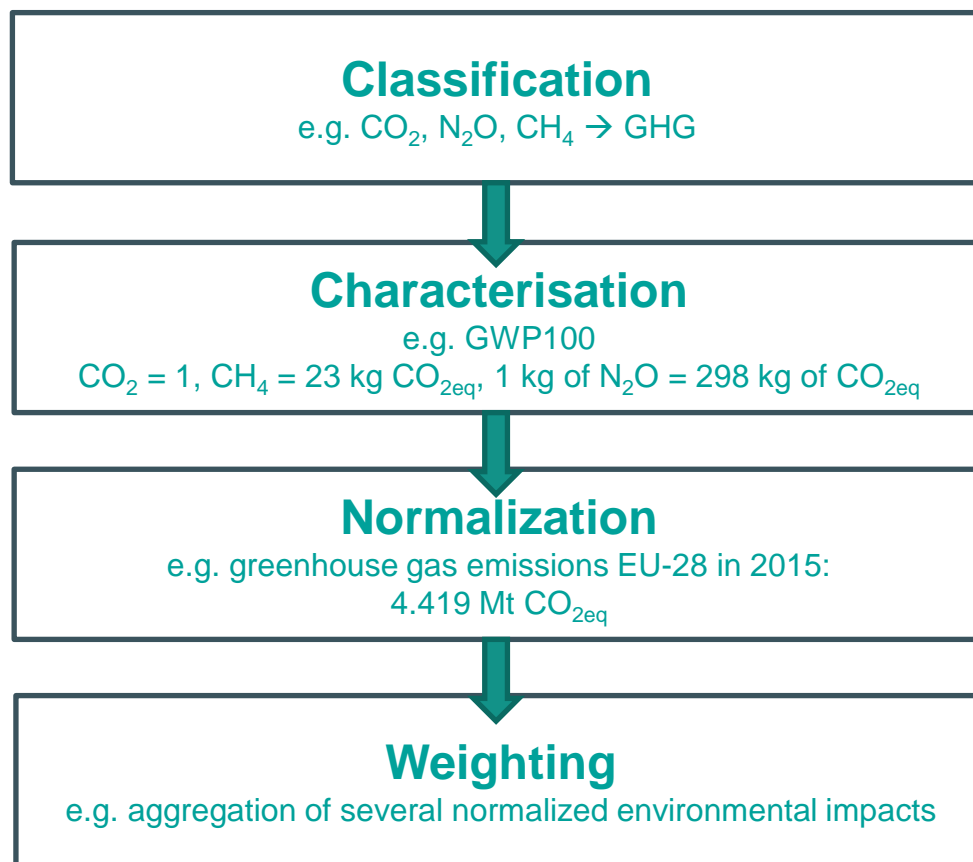 Classification
e.g. CO₂, N₂O, CH₄ → GHG
Characterisation
e.g. GWP100
CO₂ = 1, CH₄ = 23 kg CO₂eq, 1 kg of N₂O = 298 kg of CO₂eq
Normalization
e.g. greenhouse gas emissions EU-28 in 2015:
4.419 Mt CO₂eq
Weighting
e.g. aggregation of several normalized environmental impacts